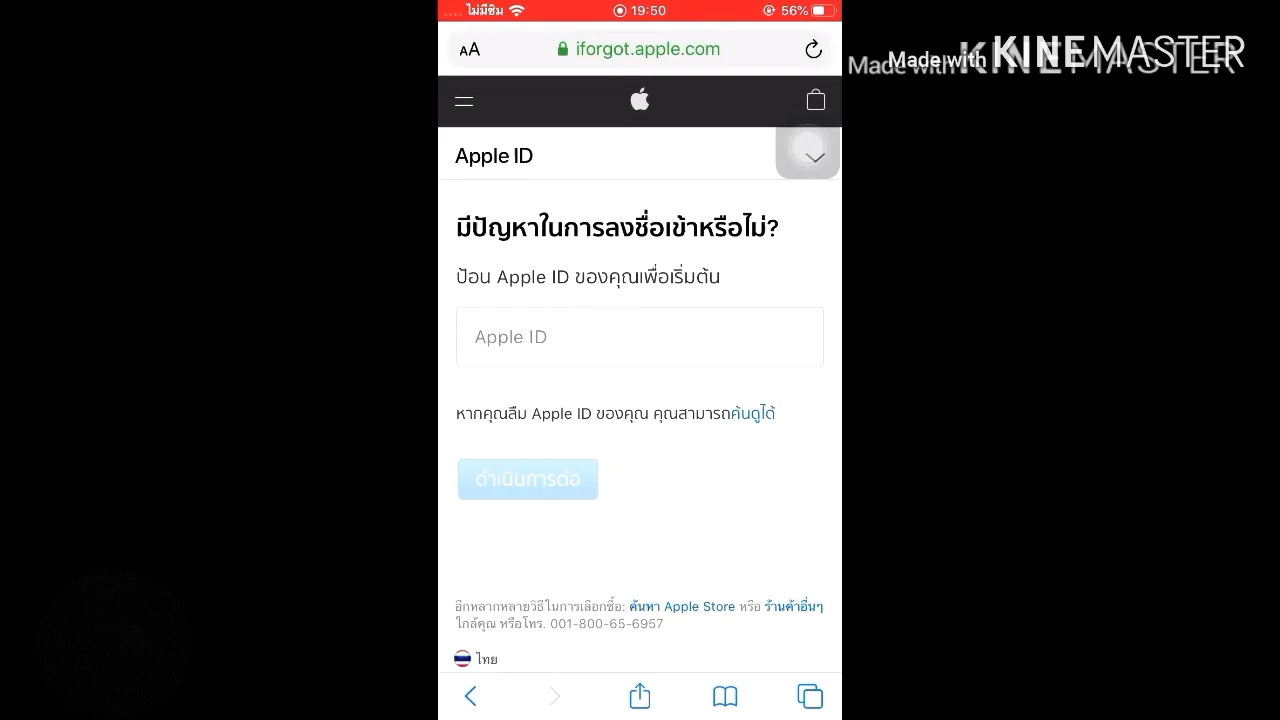 ไม่มีซิม 19:50 56%
AA iforgot.apple.com
Made with KINEMASTER
Made with KINEMASTER
Apple ID
มีปัญหาในการลงชื่อเข้าหรือไม่?
ป้อน Apple ID ของคุณเพื่อเริ่มต้น
Apple ID
หากคุณลืม Apple ID ของคุณ คุณสามารถค้นดูได้
ดำเนินการต่อ
อีกหลากหลายวิธีในการเลือกซื้อ: ค้นหา Apple Store หรือ ร้านค้าอื่นๆ
ใกล้คุณ หรือโทร. 001-800-65-6957
ไทย